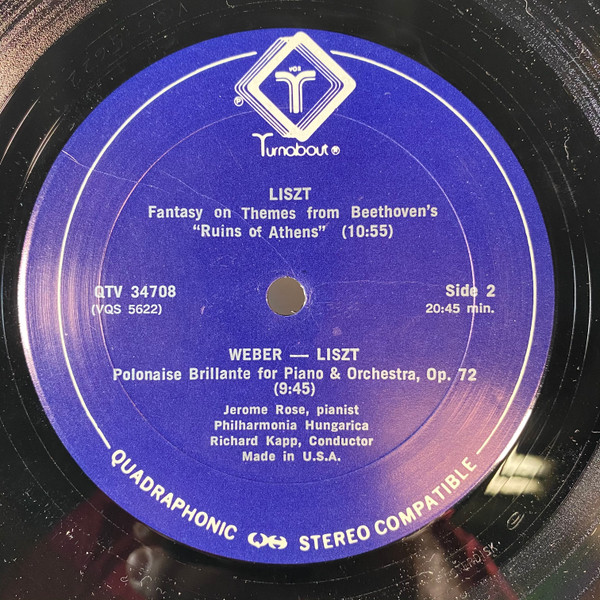 VOX
Turnabout ®
LISZT
Fantasy on Themes from Beethoven's
"Ruins of Athens" (10:55)
QTV 34708
(VQS 5622)
Side 2
20:45 min.
WEBER — LISZT
Polonaise Brillante for Piano & Orchestra, Op. 72
(9:45)
Jerome Rose, pianist
Philharmonia Hungarica
Richard Kapp, Conductor
Made in U.S.A.
QUADRAPHONIC STEREO COMPATIBLE